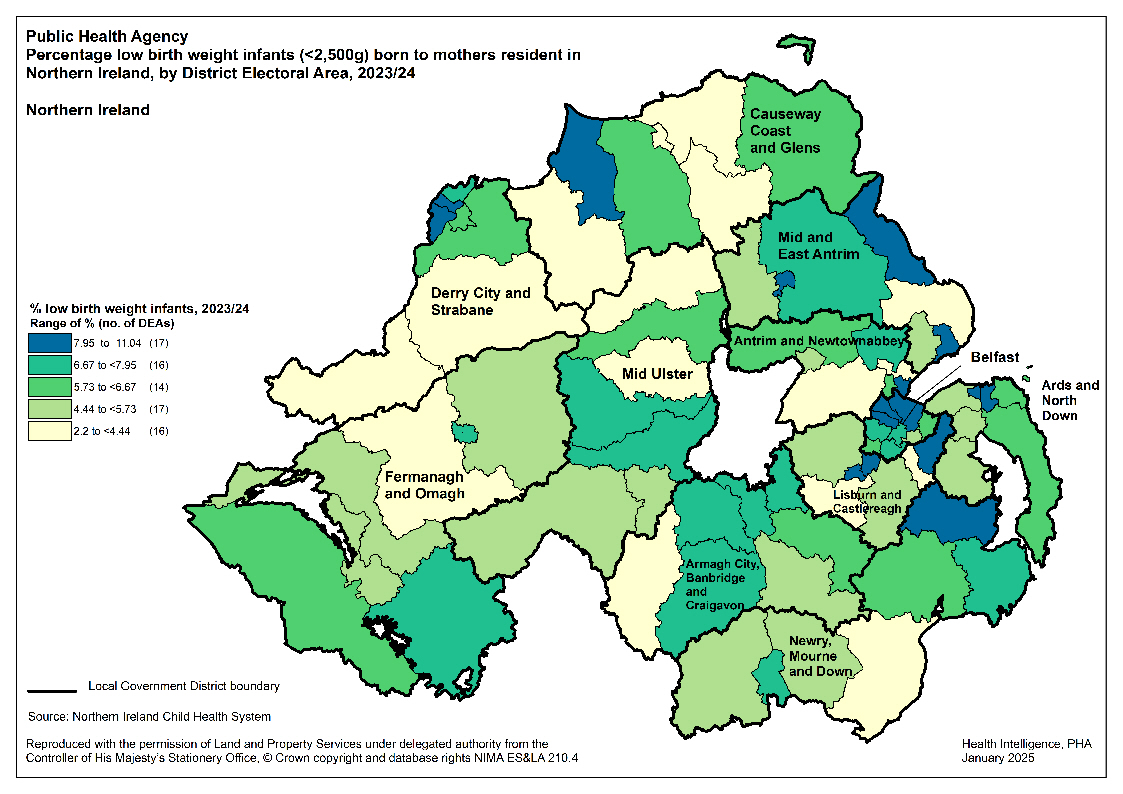 Public Health Agency
Percentage low birth weight infants (<2,500g) born to mothers resident in
Northern Ireland, by District Electoral Area, 2023/24
Northern Ireland
Causeway
Coast
and Glens
Mid and
East Antrim
Derry City and
Strabane
% low birth weight infants, 2023/24
Range of % (no. of DEAs)
7.95 to 11.04 (17)
6.67 to <7.95 (16)
5.73 to <6.67 (14)
4.44 to <5.73 (17)
2.2 to <4.44 (16)
Antrim and Newtownabbey
Belfast
Mid Ulster
Ards and
North
Down
Fermanagh
and Omagh
Lisburn and
Castlereagh
Armagh City,
Banbridge
and
Craigavon
Newry,
Mourne
and Down
Local Government District boundary
Source: Northern Ireland Child Health System
Reproduced with the permission of Land and Property Services under delegated authority from the
Controller of His Majesty's Stationery Office, © Crown copyright and database rights NIMA ES&LA 210.4
Health Intelligence, PHA
January 2025